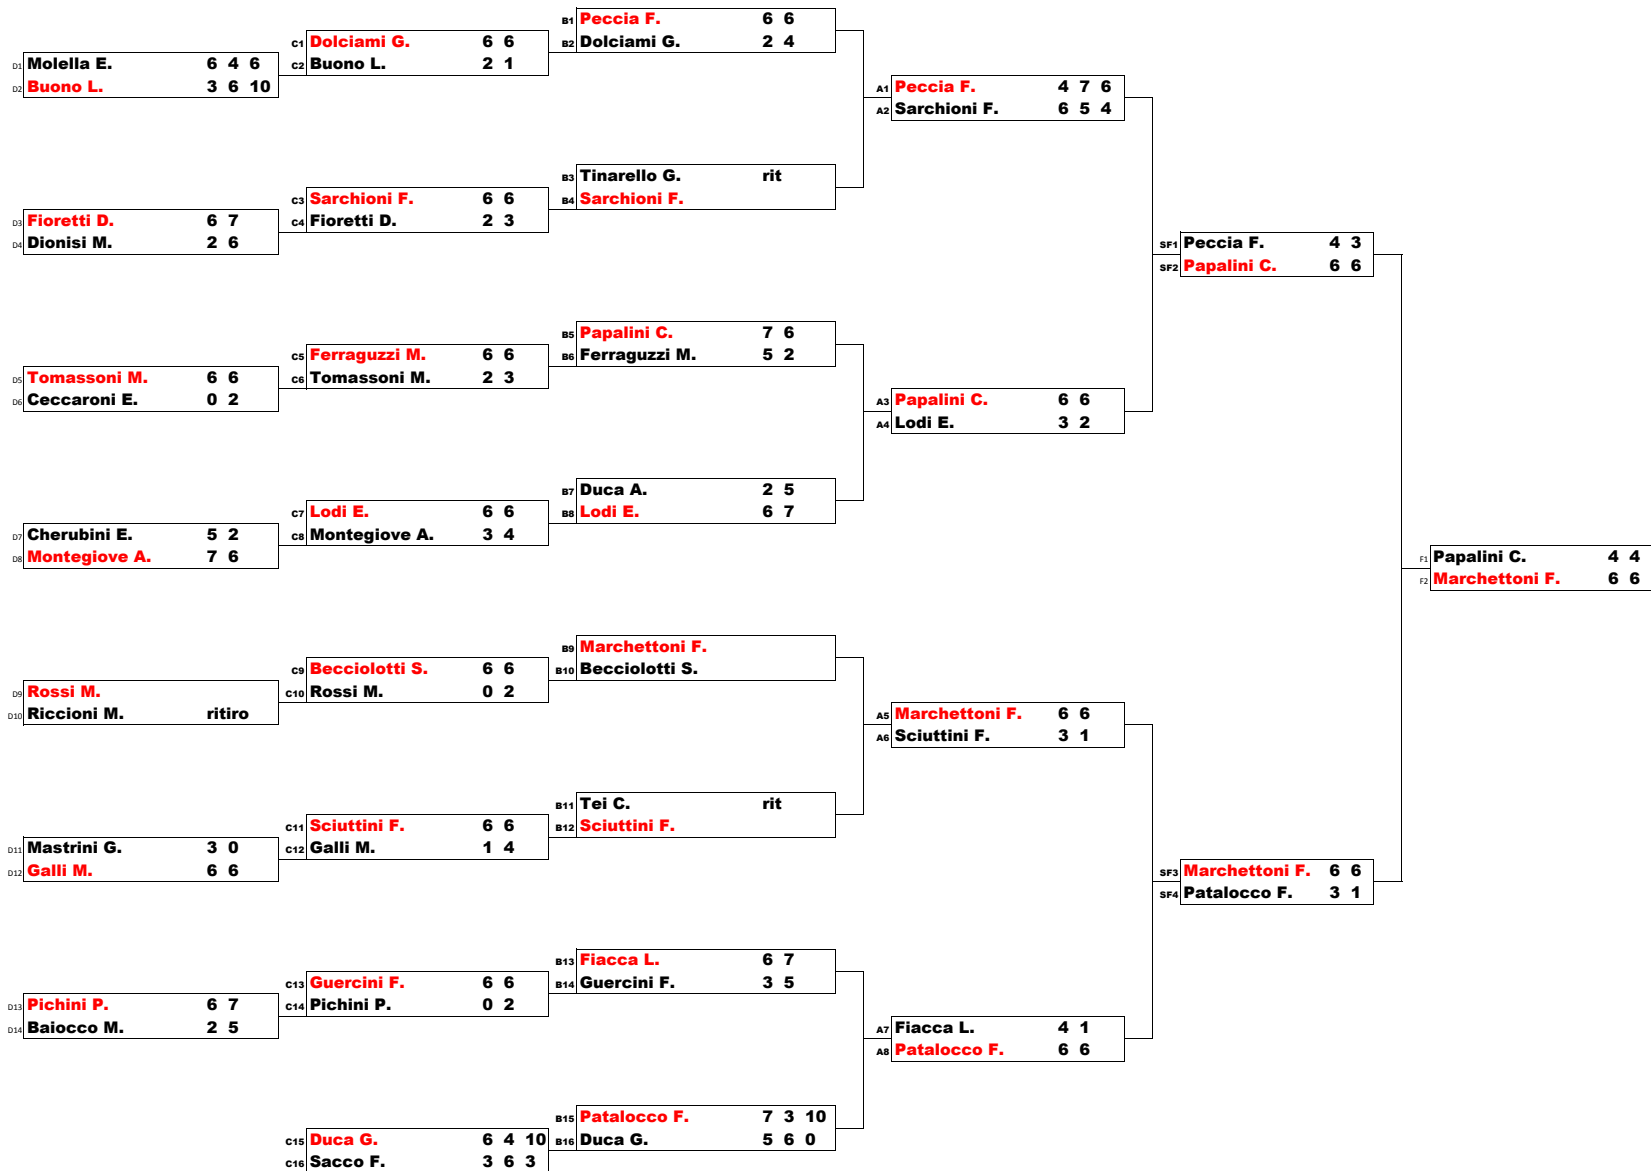 B1 Peccia F. 6 6
C1 Dolciami G. 6 6
B2 Dolciami G. 2 4
D1 Molella E. 6 4 6
C2 Buono L. 2 1
D2 Buono L. 3 6 10
A1 Peccia F. 4 7 6
A2 Sarchioni F. 6 5 4
B3 Tinarello G. rit
C3 Sarchioni F. 6 6
B4 Sarchioni F.
D3 Fioretti D. 6 7
C4 Fioretti D. 2 3
D4 Dionisi M. 2 6
SF1 Peccia F. 4 3
SF2 Papalini C. 6 6
B5 Papalini C. 7 6
C5 Ferraguzzi M. 6 6
B6 Ferraguzzi M. 5 2
D5 Tomassoni M. 6 6
C6 Tomassoni M. 2 3
D6 Ceccaroni E. 0 2
A3 Papalini C. 6 6
A4 Lodi E. 3 2
B7 Duca A. 2 5
C7 Lodi E. 6 6
B8 Lodi E. 6 7
D7 Cherubini E. 5 2
C8 Montegiove A. 3 4
D8 Montegiove A. 7 6
F1 Papalini C. 4 4
F2 Marchettoni F. 6 6
B9 Marchettoni F.
C9 Becciolotti S. 6 6
B10 Becciolotti S.
D9 Rossi M.
C10 Rossi M. 0 2
D10 Riccioni M. ritiro
A5 Marchettoni F. 6 6
A6 Sciuttini F. 3 1
B11 Tei C. rit
C11 Sciuttini F. 6 6
B12 Sciuttini F.
D11 Mastrini G. 3 0
C12 Galli M. 1 4
D12 Galli M. 6 6
SF3 Marchettoni F. 6 6
SF4 Patalocco F. 3 1
B13 Fiacca L. 6 7
C13 Guercini F. 6 6
B14 Guercini F. 3 5
D13 Pichini P. 6 7
C14 Pichini P. 0 2
D14 Baiocco M. 2 5
A7 Fiacca L. 4 1
A8 Patalocco F. 6 6
B15 Patalocco F. 7 3 10
C15 Duca G. 6 4 10
B16 Duca G. 5 6 0
C16 Sacco F. 3 6 3